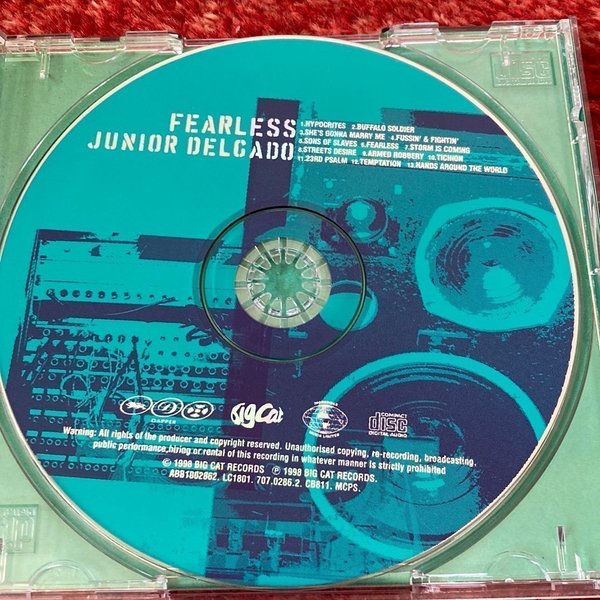 FEARLESS
JUNIOR DELGADO
1.HYPOCRITES 2.BUFFALO SOLDIER
3.SHE'S GONNA MARRY ME 4.FUSSIN' & FIGHTIN'
5.SONS OF SLAVES 6.FEARLESS 7.STORM IS COMING
8.STREETS DESIRE 9.ARMED ROBBERY 10.TICHION
11.23RD PSALM 12.TEMPTATION 13.HANDS AROUND THE WORLD
DAPPER
BigCat
COMPACT
disc
DIGITAL AUDIO
Warning: All rights of the producer and copyright reserved. Unauthorised copying, re-recording, broadcasting,
public performance,hiring or rental of this recording in whatever manner is strictly prohibited
© 1998 BIG CAT RECORDS ℗ 1998 BIG CAT RECORDS.
LC1801. 707.0286.2. CB811. MCPS.